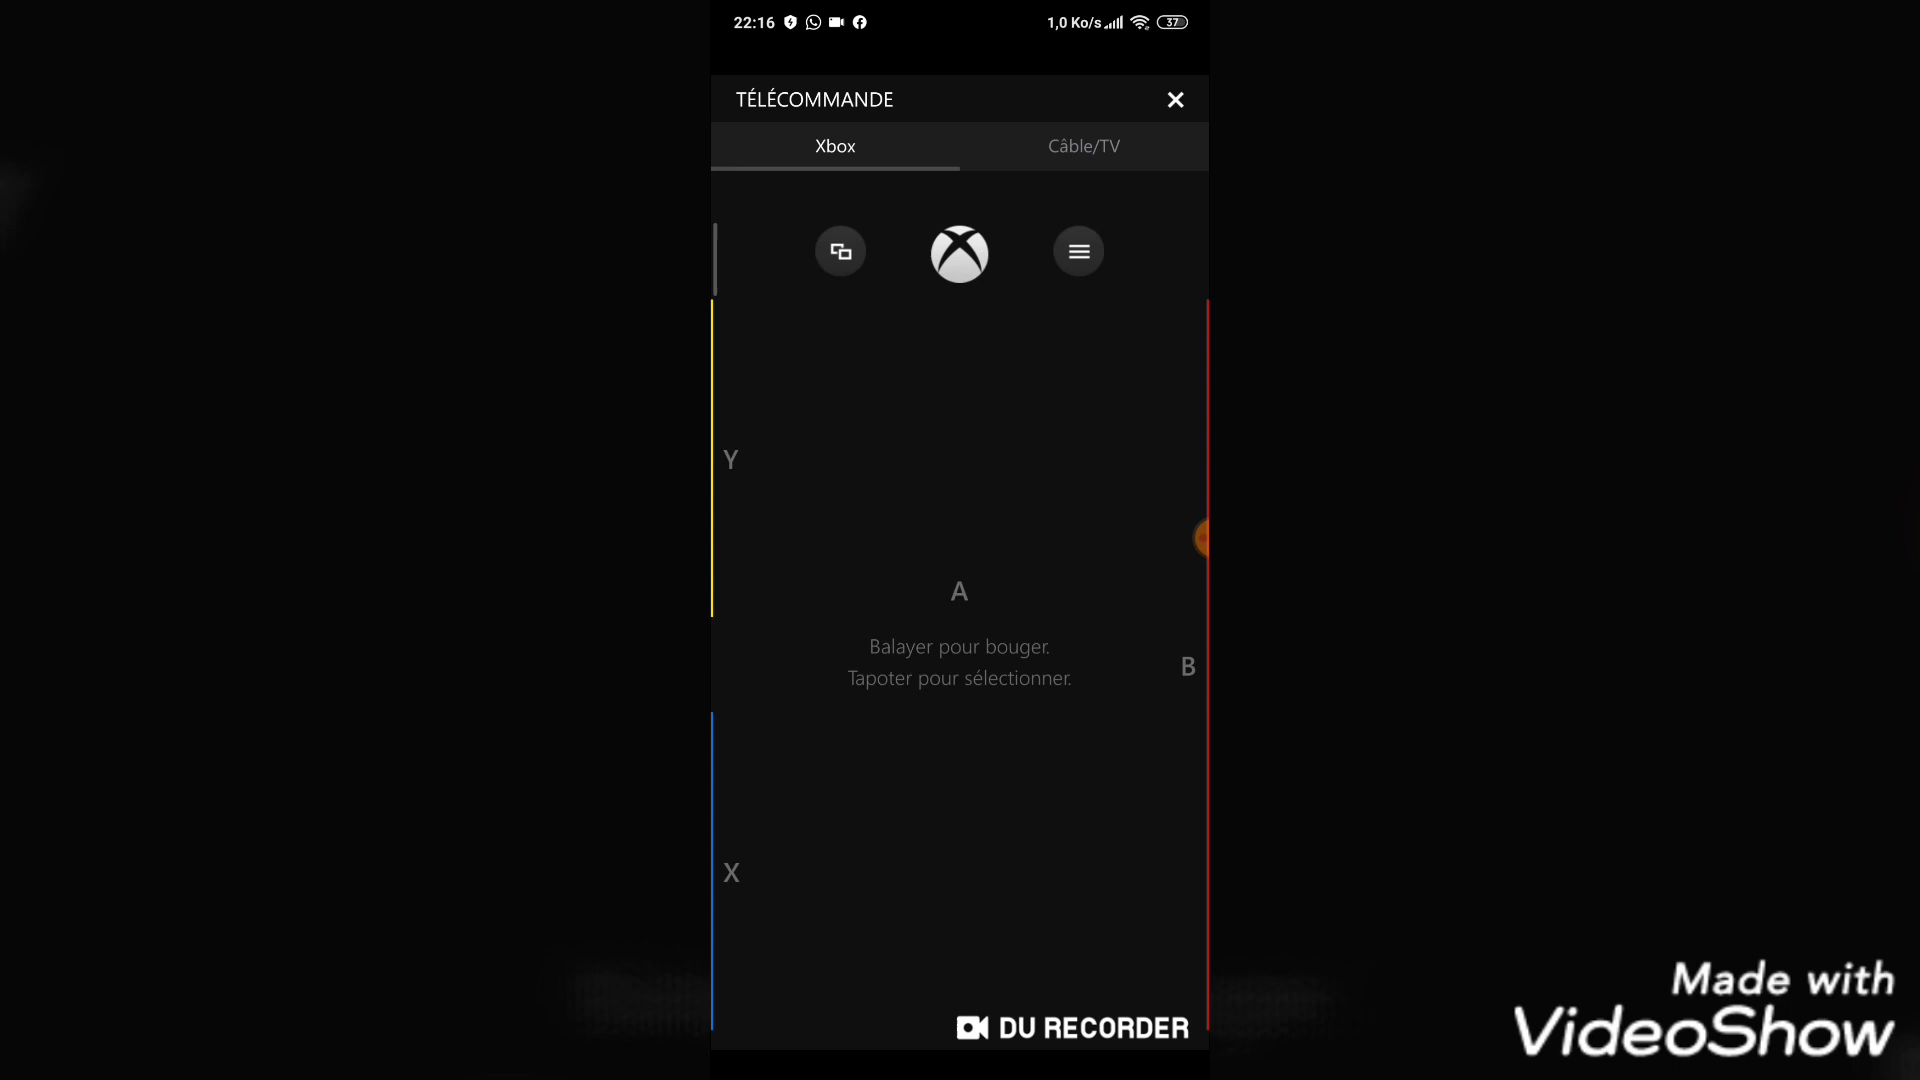 22:16
1,0 Ko/s
37
TÉLÉCOMMANDE
Xbox
Câble/TV
Y
A
Balayer pour bouger.
Tapoter pour sélectionner.
B
X
DU RECORDER
Made with
VideoShow